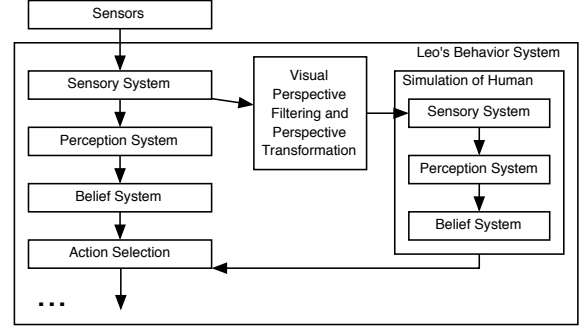 Sensors
Leo's Behavior System
Sensory System
Perception System
Belief System
Action Selection
...
Visual
Perspective
Filtering and
Perspective
Transformation
Simulation of Human
Sensory System
Perception System
Belief System